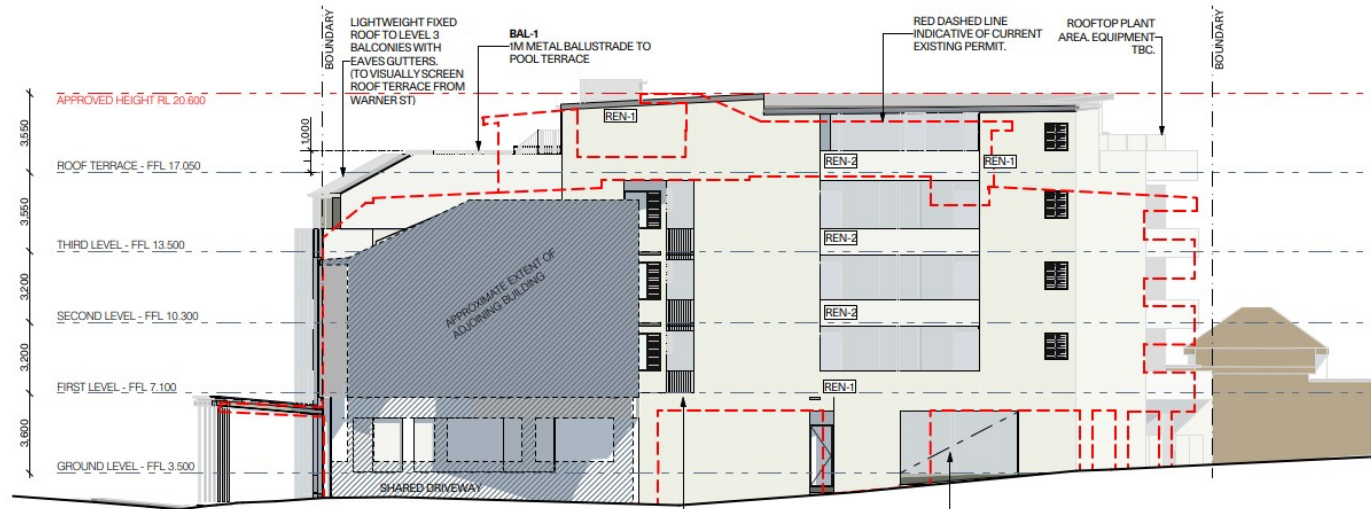 BOUNDARY
LIGHTWEIGHT FIXED
ROOF TO LEVEL 3
BALCONIES WITH
EAVES GUTTERS.
(TO VISUALLY SCREEN
ROOF TERRACE FROM
WARNER ST)
BAL-1
1M METAL BALUSTRADE TO
POOL TERRACE
RED DASHED LINE
INDICATIVE OF CURRENT
EXISTING PERMIT.
ROOFTOP PLANT
AREA. EQUIPMENT
TBC.
BOUNDARY
APPROVED HEIGHT RL 20.600
3,550
1,000
REN-1
ROOF TERRACE - FFL 17.050
REN-2
REN-1
3,550
THIRD LEVEL - FFL 13.500
REN-2
3,200
APPROXIMATE EXTENT OF
ADJOINING BUILDING
SECOND LEVEL - FFL 10.300
REN-2
3,200
FIRST LEVEL - FFL 7.100
REN-1
3,600
GROUND LEVEL - FFL 3.500
SHARED DRIVEWAY